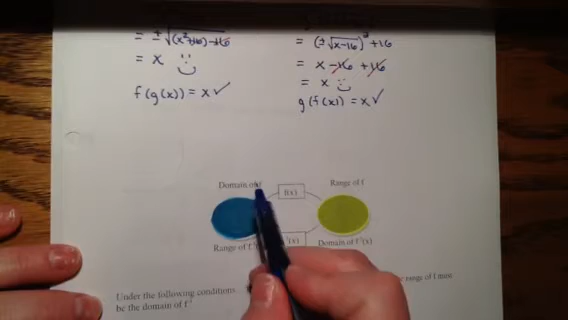 = ±√(x²+16)-16
= (±√x-16)²+16
= x
= x-16+16
= x
f(g(x)) = x✓
g(f(x)) = x✓
Domain of f
f(x)
Range of f
Range of
(x)
Domain of f⁻¹(x)
Under the following conditions
range of f must
be the domain of f⁻¹